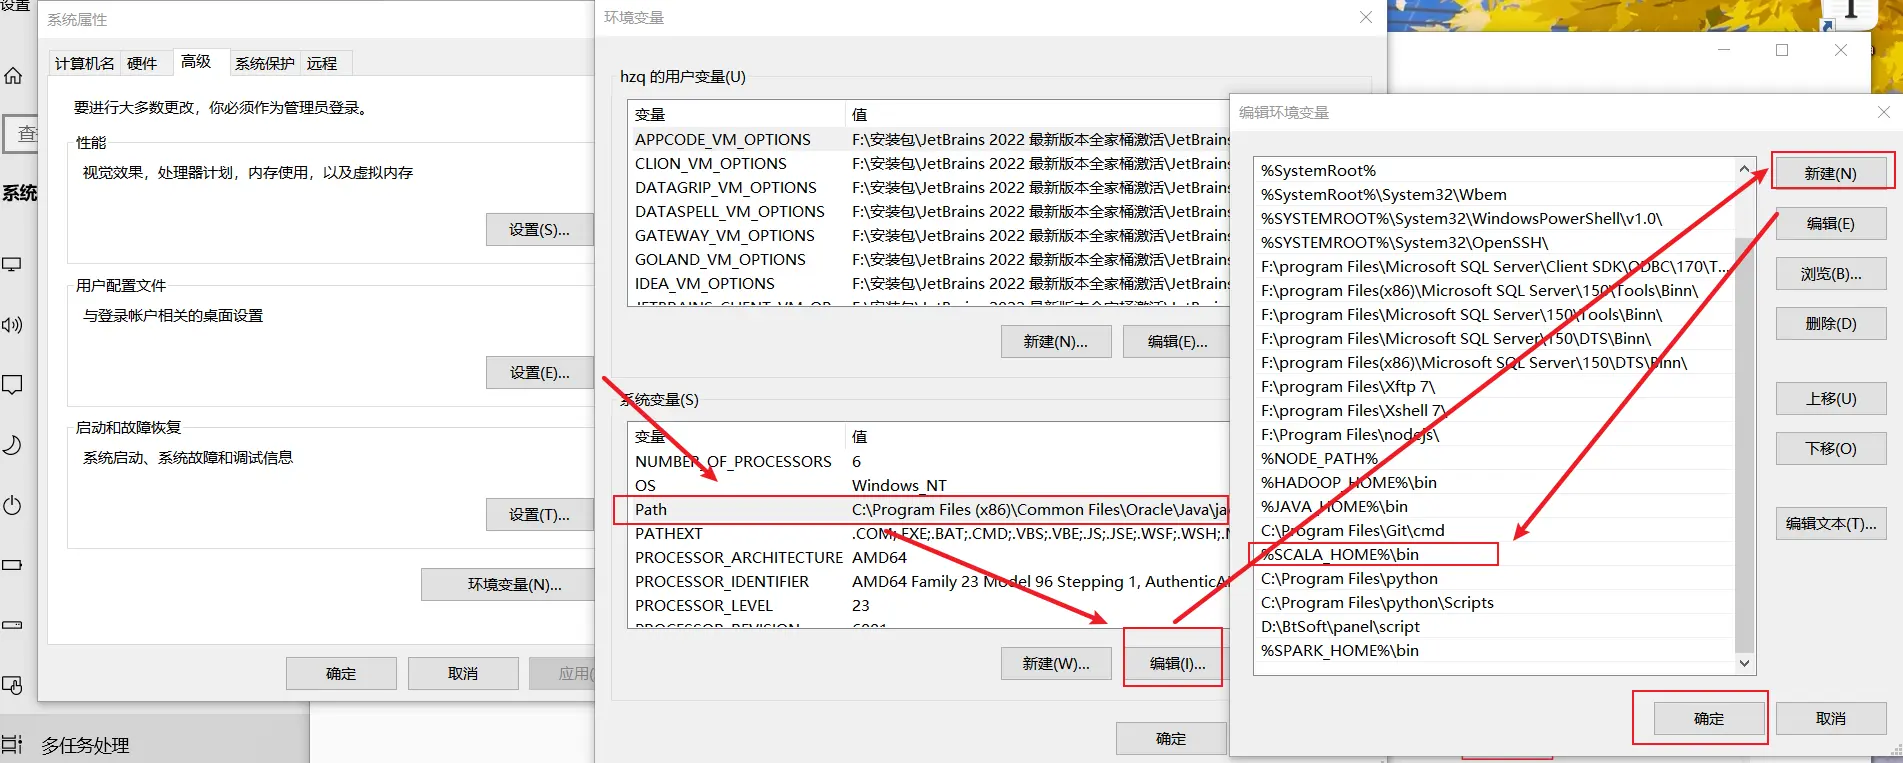 设置
系统
多任务处理
系统属性
计算机名 硬件 高级 系统保护 远程
要进行大多数更改，你必须作为管理员登录。
性能
视觉效果，处理器计划，内存使用，以及虚拟内存
设置(S)...
用户配置文件
与登录帐户相关的桌面设置
设置(E)...
启动和故障恢复
系统启动、系统故障和调试信息
设置(T)...
环境变量(N)...
确定 取消 应用(
环境变量
hzq 的用户变量(U)
变量 值
APPCODE_VM_OPTIONS F:\安装包\JetBrains 2022 最新版本全家桶激活\JetBrains
CLION_VM_OPTIONS F:\安装包\JetBrains 2022 最新版本全家桶激活\JetBrains
DATAGRIP_VM_OPTIONS F:\安装包\JetBrains 2022 最新版本全家桶激活\JetBrains
DATASPELL_VM_OPTIONS F:\安装包\JetBrains 2022 最新版本全家桶激活\JetBrains
GATEWAY_VM_OPTIONS F:\安装包\JetBrains 2022 最新版本全家桶激活\JetBrains
GOLAND_VM_OPTIONS F:\安装包\JetBrains 2022 最新版本全家桶激活\JetBrains
IDEA_VM_OPTIONS F:\安装包\JetBrains 2022 最新版本全家桶激活\JetBrains
新建(N)... 编辑(E)...
系统变量(S)
变量 值
NUMBER_OF_PROCESSORS 6
OS Windows_NT
Path C:\Program Files (x86)\Common Files\Oracle\Java\ja
PATHEXT .COM;.EXE;.BAT;.CMD;.VBS;.VBE;.JS;.JSE;.WSF;.WSH;.
PROCESSOR_ARCHITECTURE AMD64
PROCESSOR_IDENTIFIER AMD64 Family 23 Model 96 Stepping 1, AuthenticA
PROCESSOR_LEVEL 23
新建(W)... 编辑(I)...
确定
编辑环境变量
%SystemRoot%
%SystemRoot%\System32\Wbem
%SYSTEMROOT%\System32\WindowsPowerShell\v1.0\
%SYSTEMROOT%\System32\OpenSSH\
F:\program Files\Microsoft SQL Server\Client SDK\ODBC\170\T...
F:\program Files(x86)\Microsoft SQL Server\150\Tools\Binn\
F:\program Files\Microsoft SQL Server\150\Tools\Binn\
F:\program Files\Microsoft SQL Server\150\DTS\Binn\
F:\program Files(x86)\Microsoft SQL Server\150\DTS\Binn\
F:\program Files\Xftp 7\
F:\program Files\Xshell 7\
F:\Program Files\nodejs\
%NODE_PATH%
%HADOOP_HOME%\bin
%JAVA_HOME%\bin
C:\Program Files\Git\cmd
%SCALA_HOME%\bin
C:\Program Files\python
C:\Program Files\python\Scripts
D:\BtSoft\panel\script
%SPARK_HOME%\bin
新建(N)
编辑(E)
浏览(B)...
删除(D)
上移(U)
下移(O)
编辑文本(T)...
确定 取消